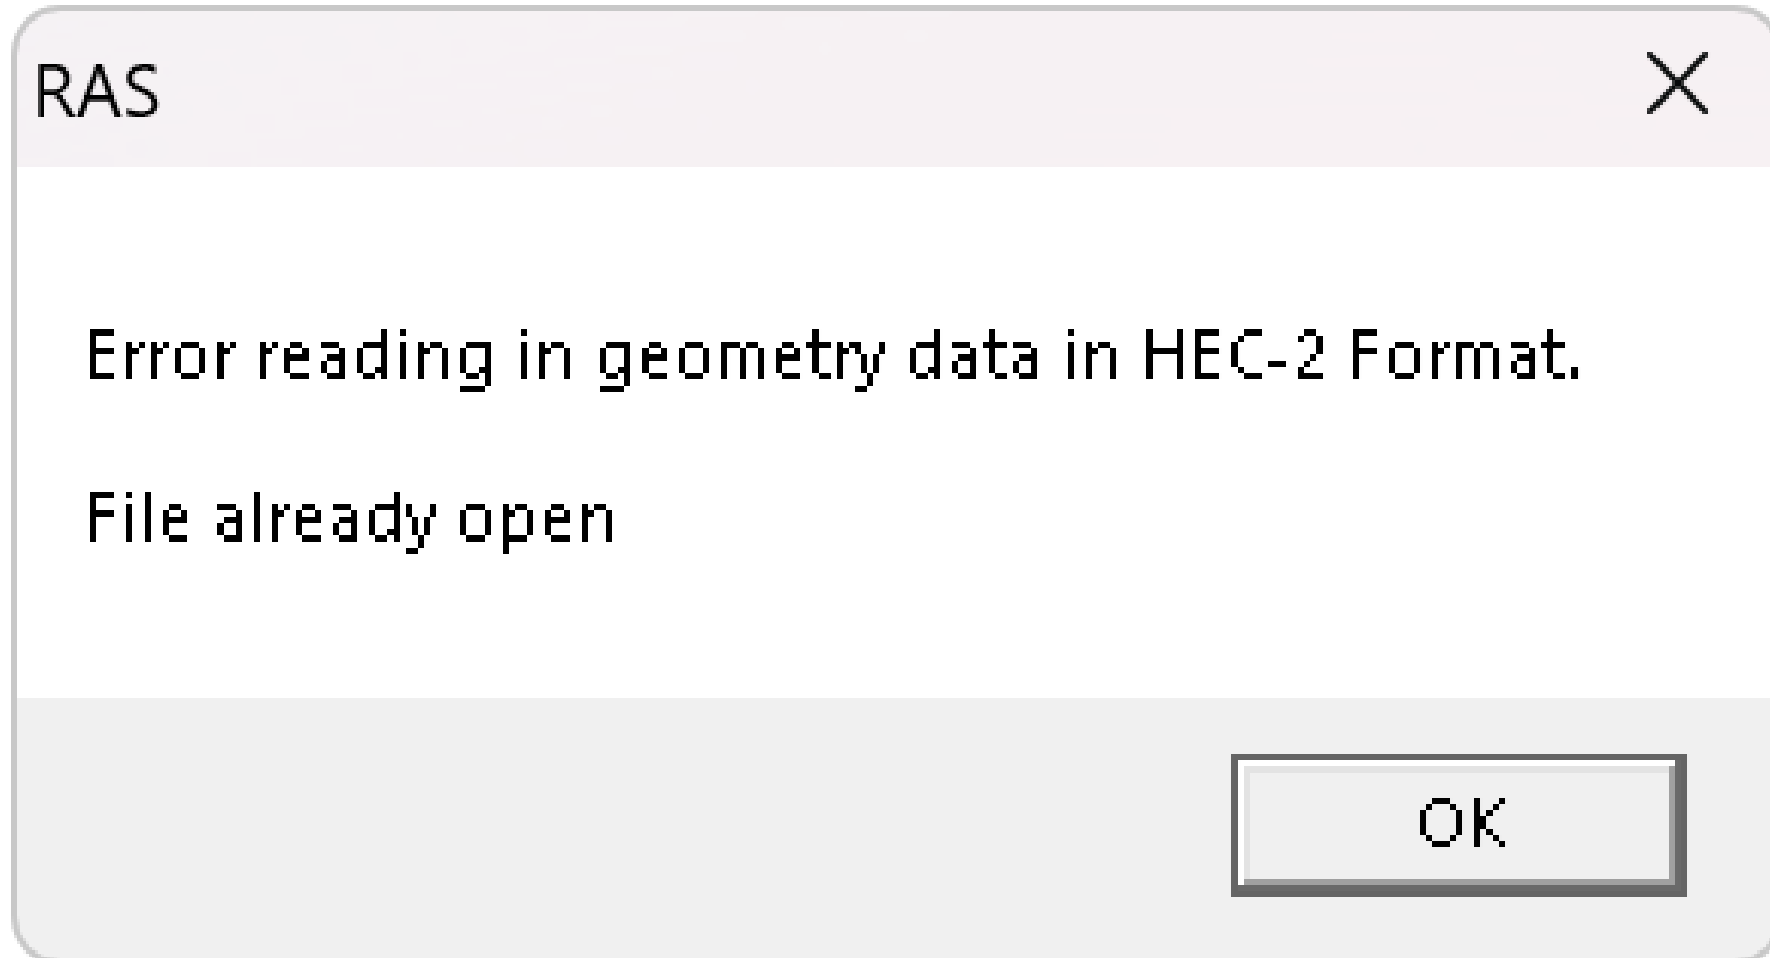 RAS
Error reading in geometry data in HEC-2 Format.
File already open
OK